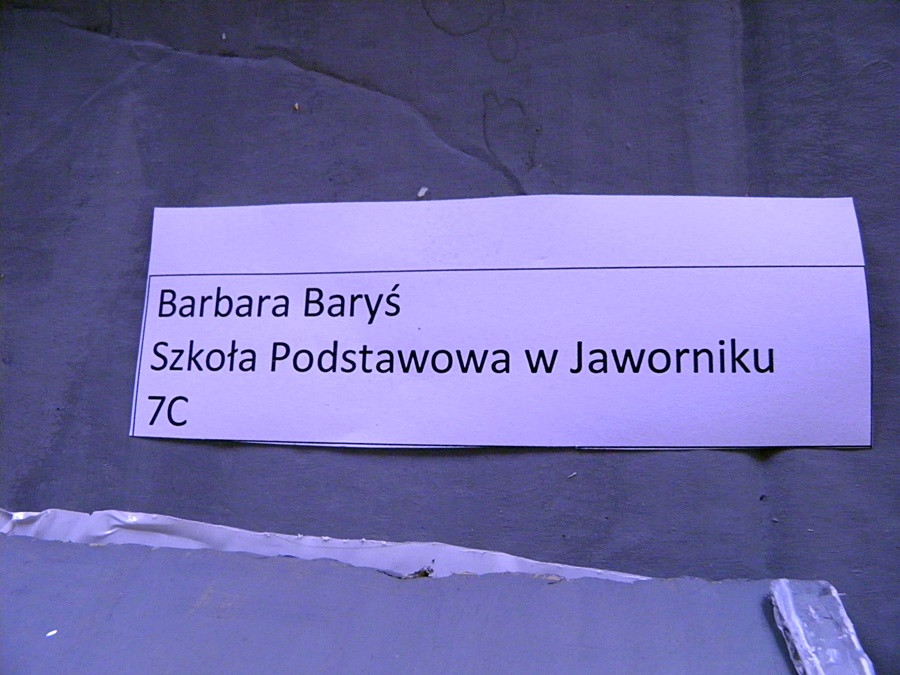 Barbara Baryś
Szkoła Podstawowa w Jaworniku
7C